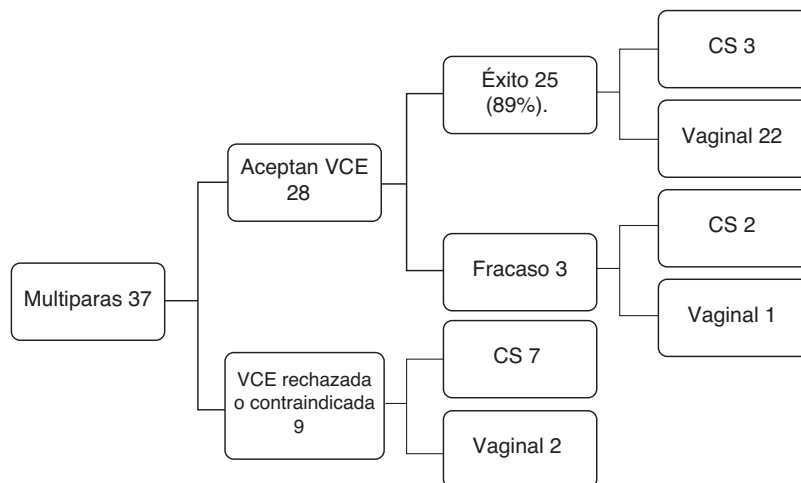 Multiparas 37
Aceptan VCE
28
Éxito 25
(89%).
CS 3
Vaginal 22
Fracaso 3
CS 2
Vaginal 1
VCE rechazada
o contraindicada
9
CS 7
Vaginal 2